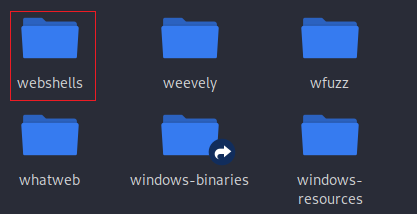 webshells
weevely
wfuzz
whatweb
windows-binaries
windows-
resources